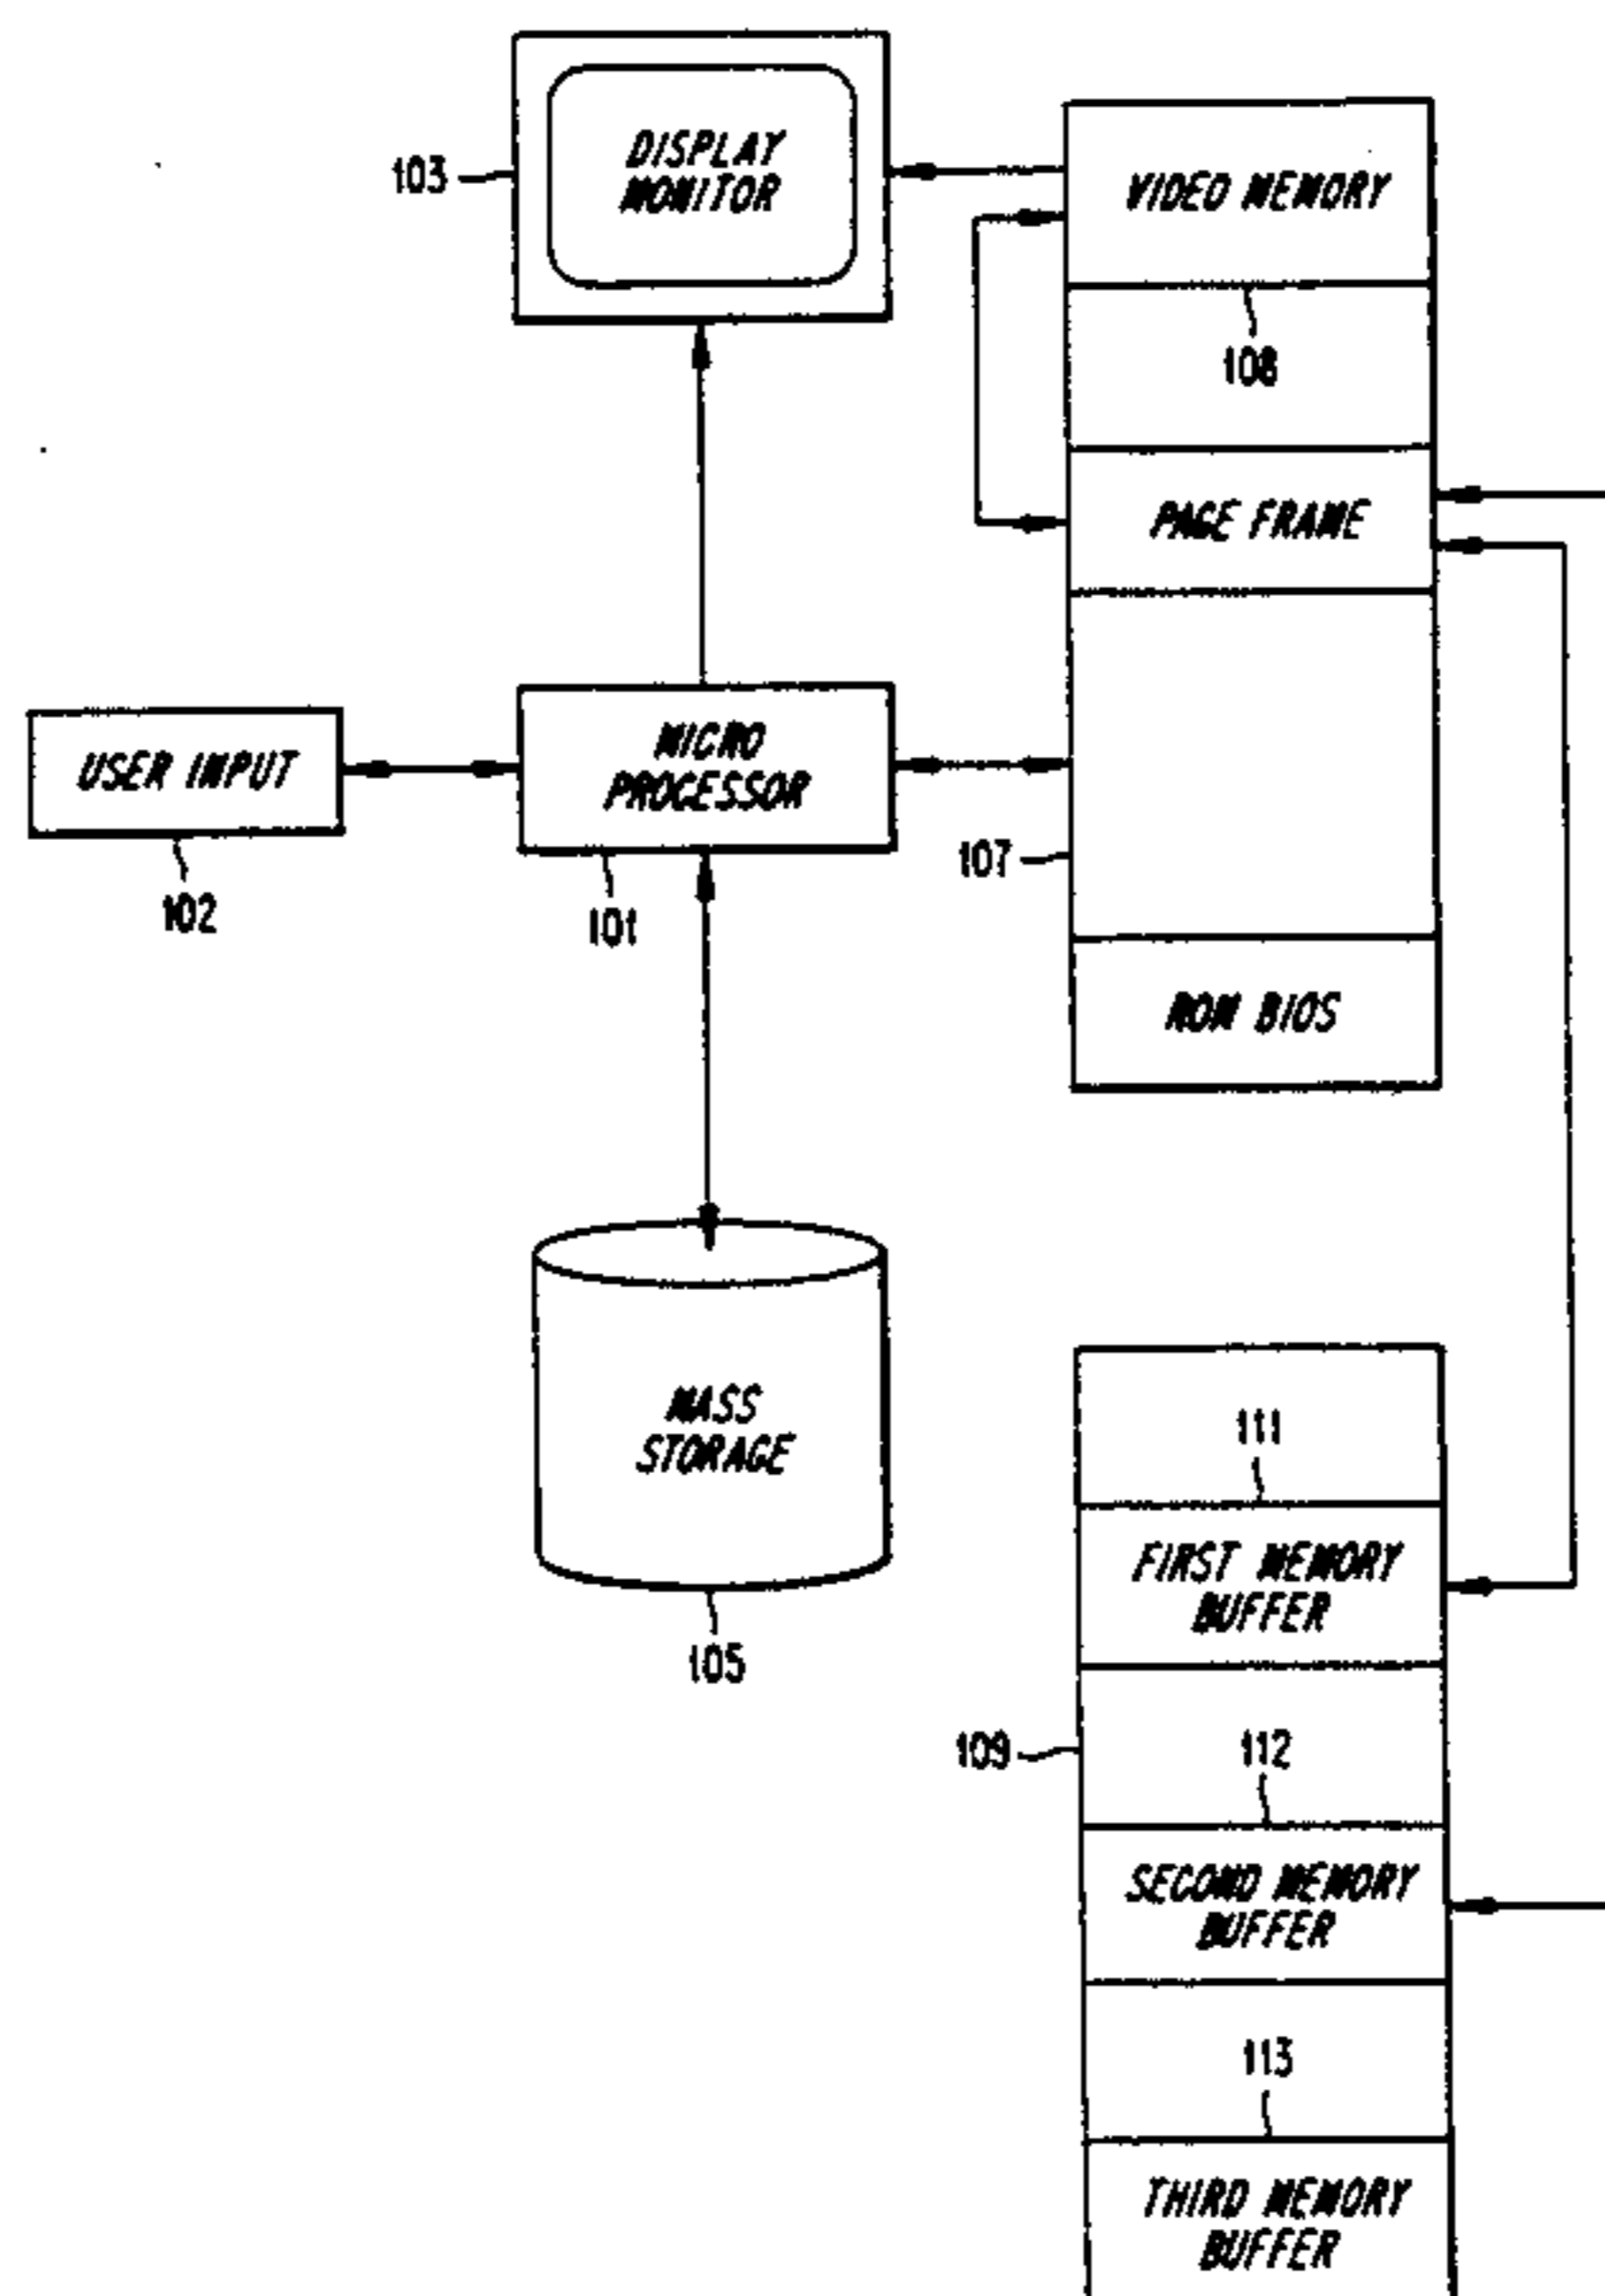 DISPLAY
MONITOR
103
VIDEO MEMORY
108
PAGE FRAME
USER INPUT
102
MICRO
PROCESSOR
101
107
ROM BIOS
MASS
STORAGE
105
111
FIRST MEMORY
BUFFER
109
112
SECOND MEMORY
BUFFER
113
THIRD MEMORY
BUFFER